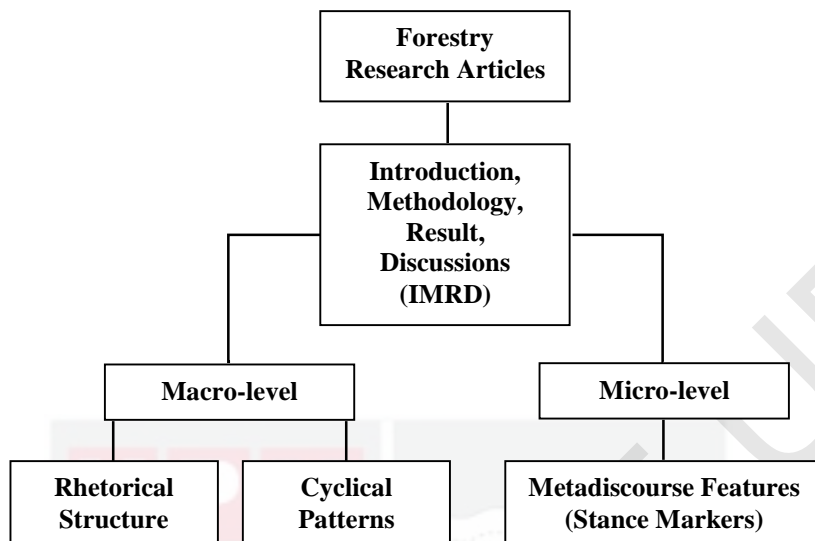 Forestry
Research Articles
Introduction,
Methodology,
Result,
Discussions
(IMRD)
Macro-level
Micro-level
Rhetorical
Structure
Cyclical
Patterns
Metadiscourse Features
(Stance Markers)